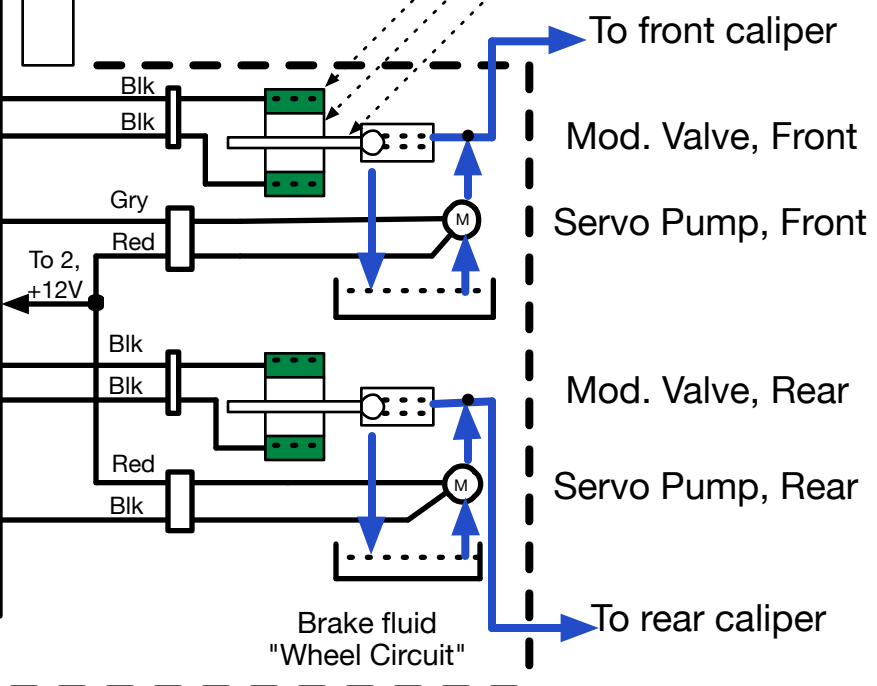 To front caliper
Blk
Blk
Mod. Valve, Front
Gry
M
Servo Pump, Front
Red
To 2,
+12V
Blk
Blk
Mod. Valve, Rear
Red
M
Servo Pump, Rear
Blk
Brake fluid
"Wheel Circuit"
To rear caliper